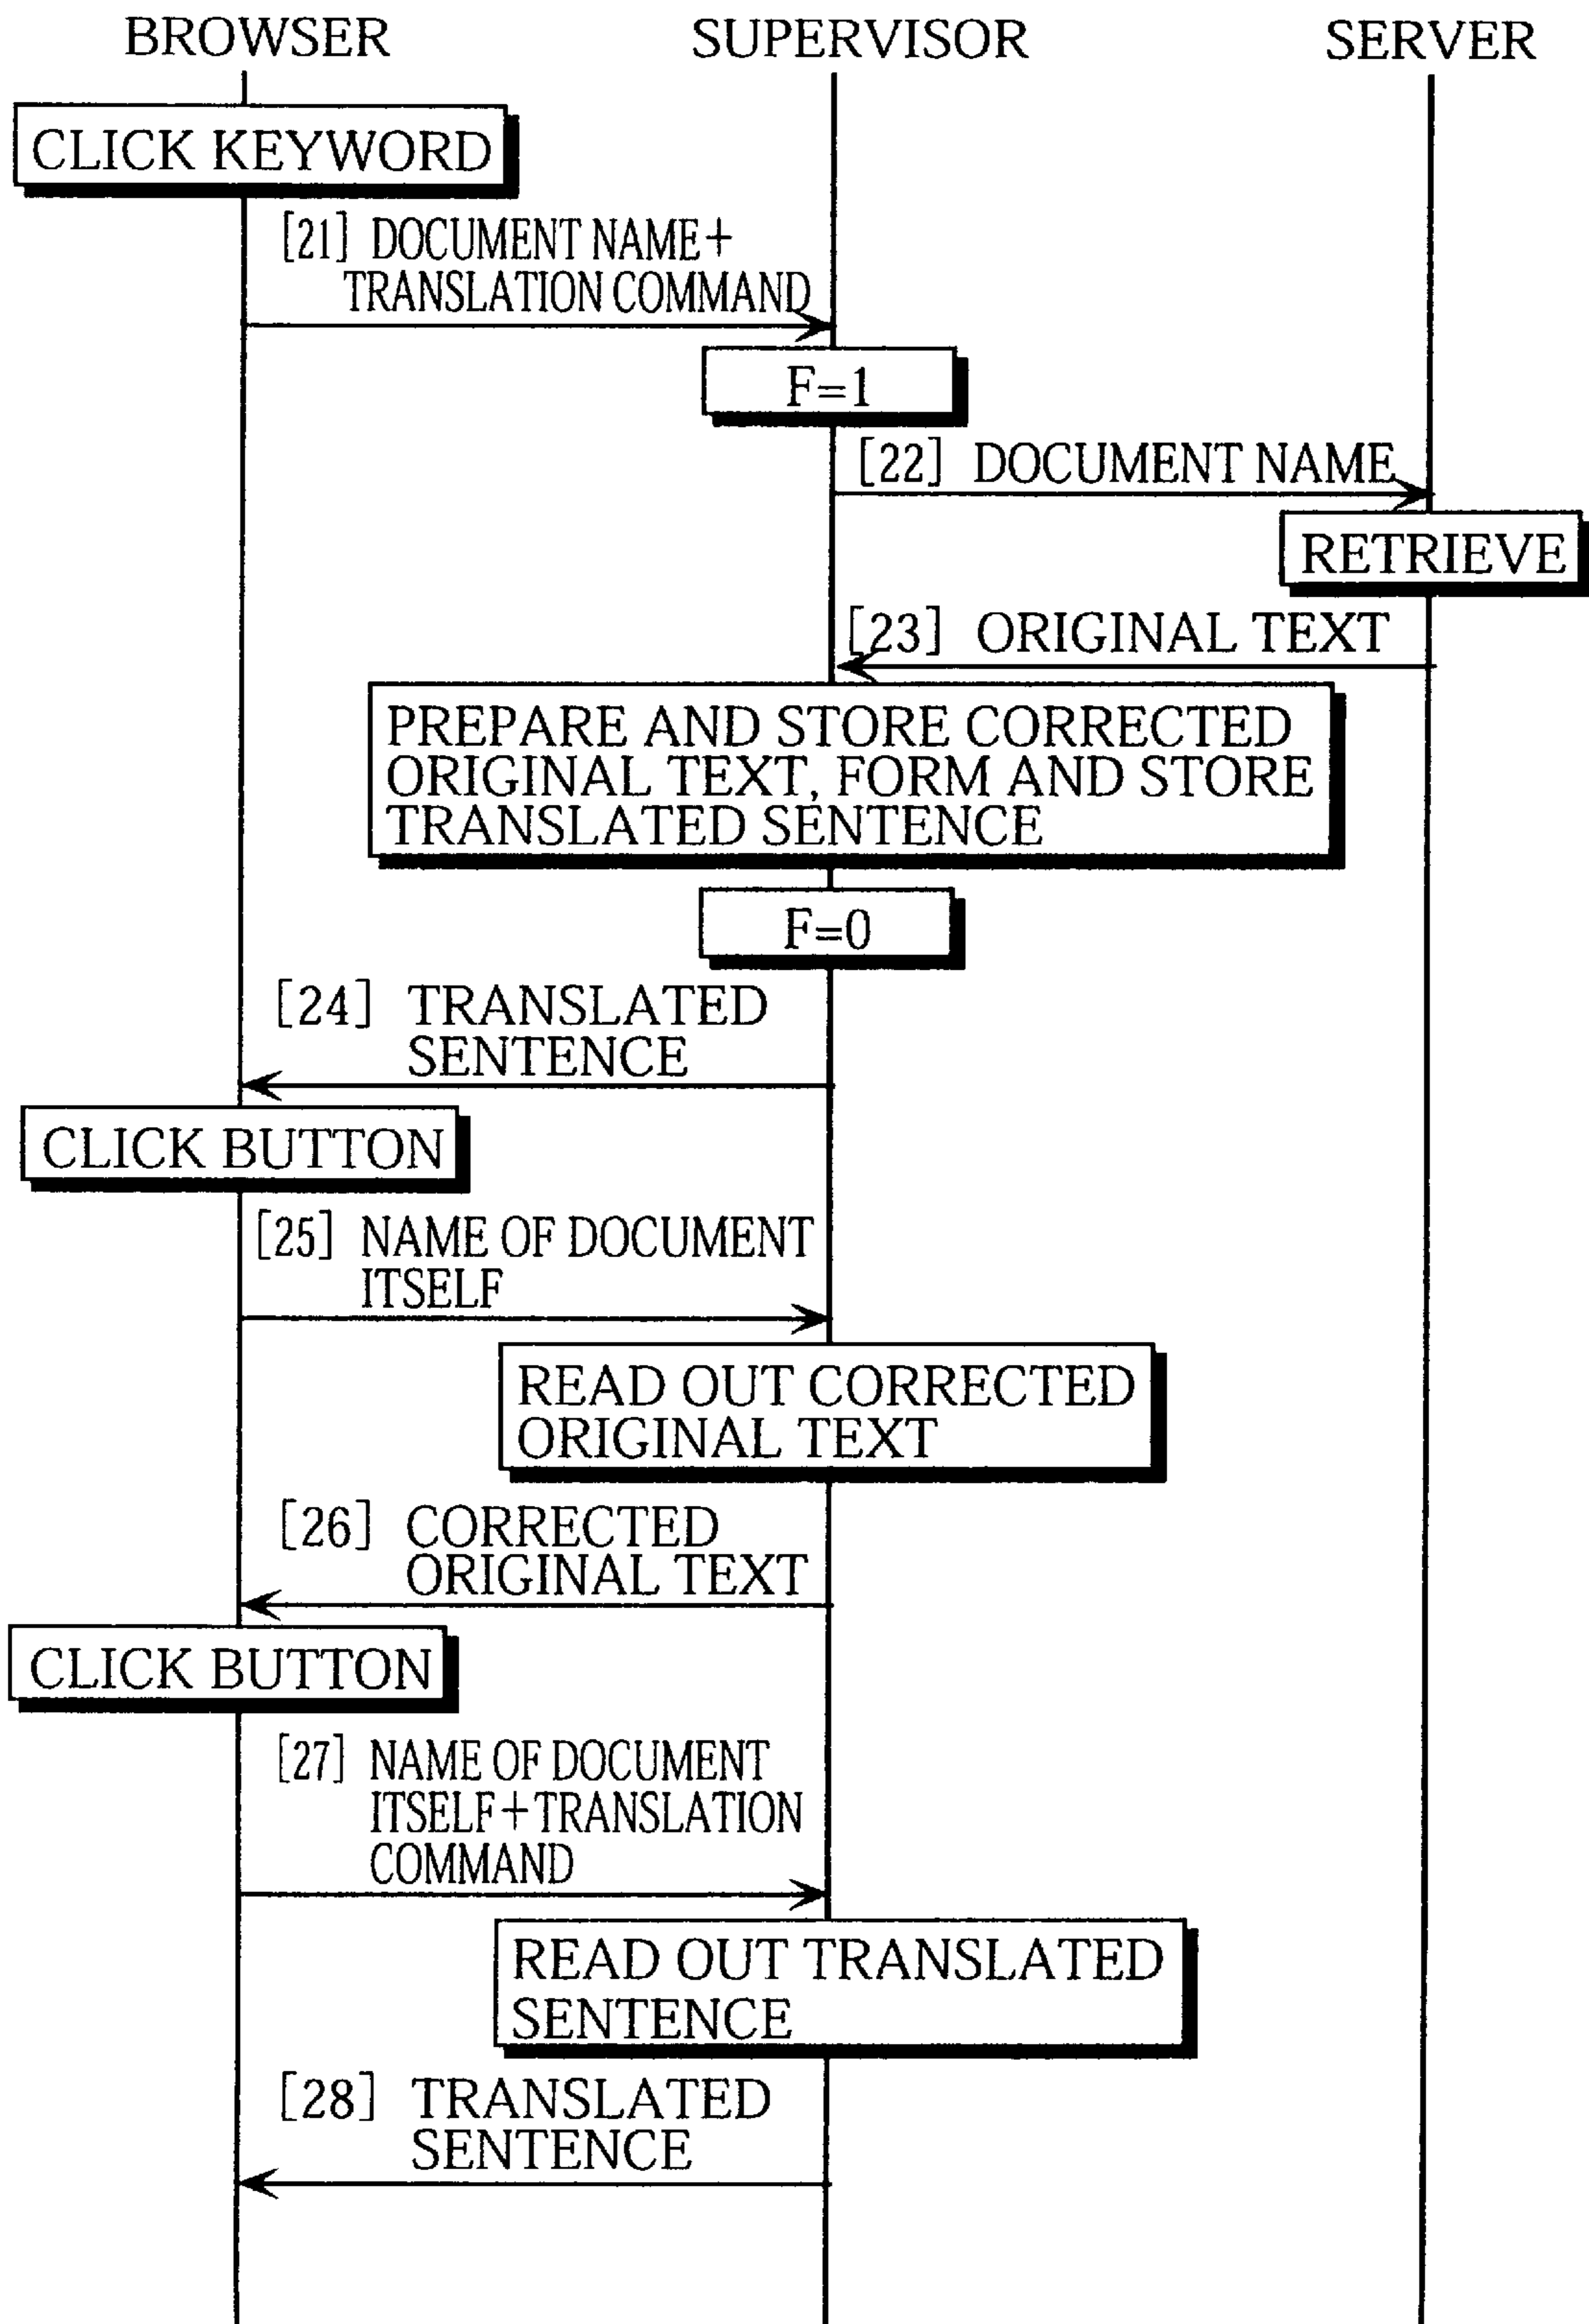 BROWSER SUPERVISOR SERVER
CLICK KEYWORD
[21] DOCUMENT NAME+
TRANSLATION COMMAND
F=1
[22] DOCUMENT NAME
RETRIEVE
[23] ORIGINAL TEXT
PREPARE AND STORE CORRECTED
ORIGINAL TEXT, FORM AND STORE
TRANSLATED SENTENCE
F=0
[24] TRANSLATED
SENTENCE
CLICK BUTTON
[25] NAME OF DOCUMENT
ITSELF
READ OUT CORRECTED
ORIGINAL TEXT
[26] CORRECTED
ORIGINAL TEXT
CLICK BUTTON
[27] NAME OF DOCUMENT
ITSELF+TRANSLATION
COMMAND
READ OUT TRANSLATED
SENTENCE
[28] TRANSLATED
SENTENCE